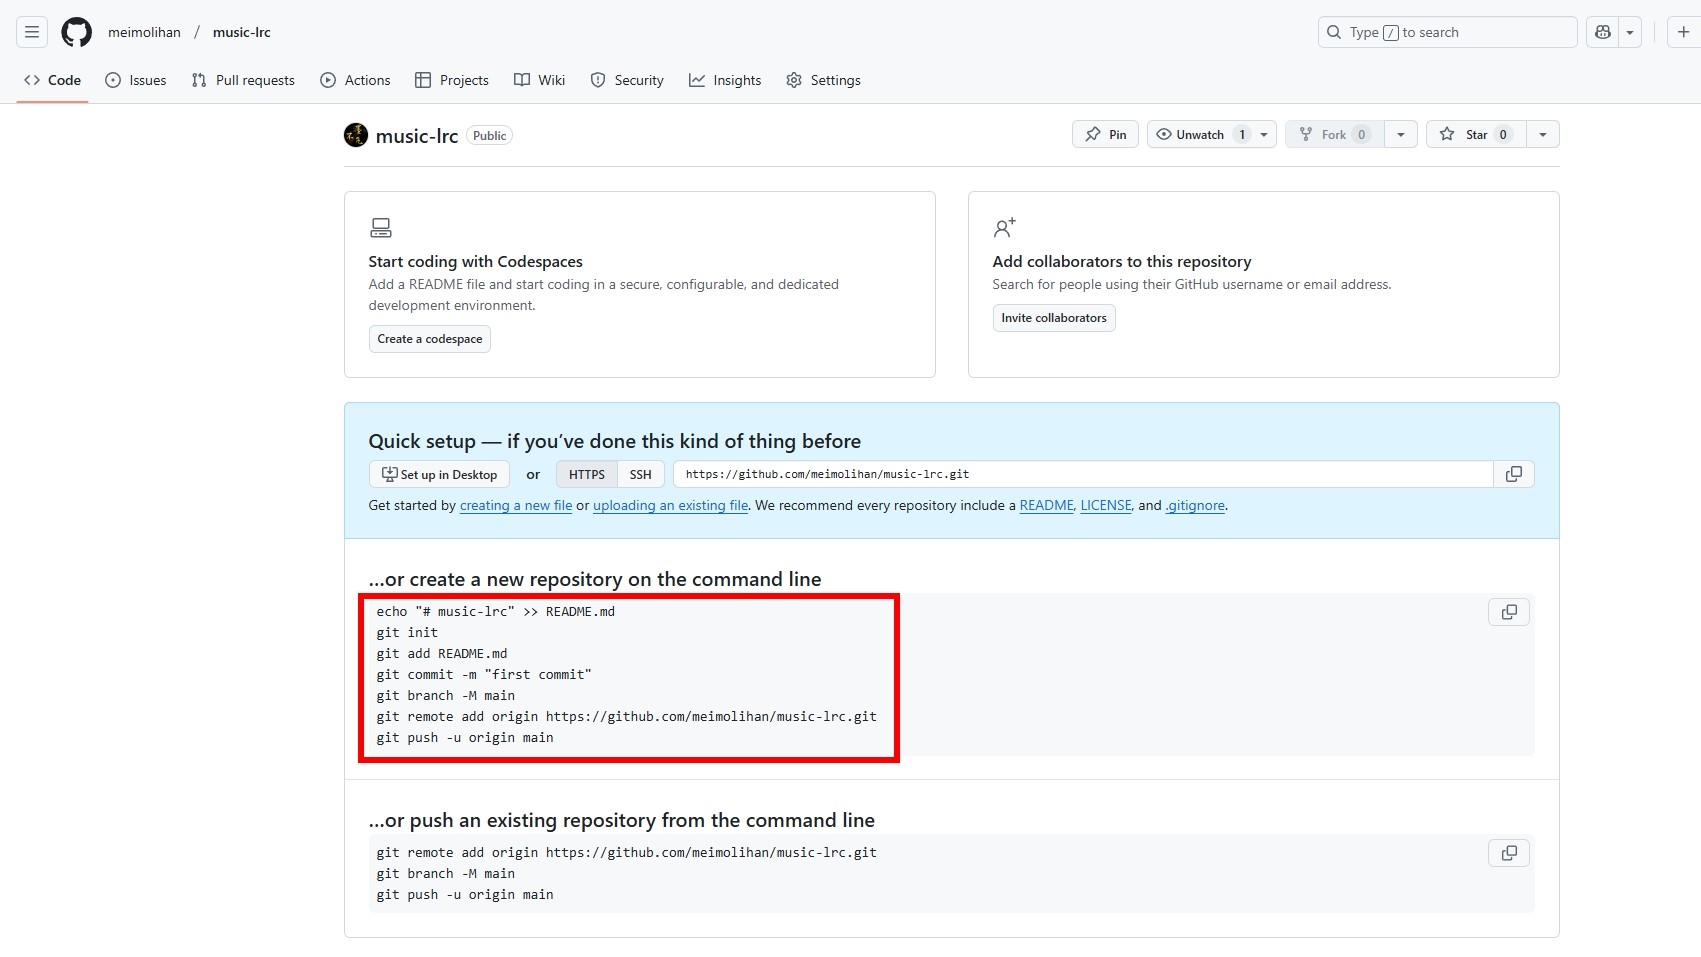 meimolihan / music-lrc
Type / to search
Code Issues Pull requests Actions Projects Wiki Security Insights Settings
music-lrc Public
Pin Unwatch 1 Fork 0 Star 0
Start coding with Codespaces
Add a README file and start coding in a secure, configurable, and dedicated
development environment.
Create a codespace
Add collaborators to this repository
Search for people using their GitHub username or email address.
Invite collaborators
Quick setup — if you’ve done this kind of thing before
Set up in Desktop or HTTPS SSH https://github.com/meimolihan/music-lrc.git
Get started by creating a new file or uploading an existing file. We recommend every repository include a README, LICENSE, and .gitignore.
…or create a new repository on the command line
echo "# music-lrc" >> README.md
git init
git add README.md
git commit -m "first commit"
git branch -M main
git remote add origin https://github.com/meimolihan/music-lrc.git
git push -u origin main
…or push an existing repository from the command line
git remote add origin https://github.com/meimolihan/music-lrc.git
git branch -M main
git push -u origin main